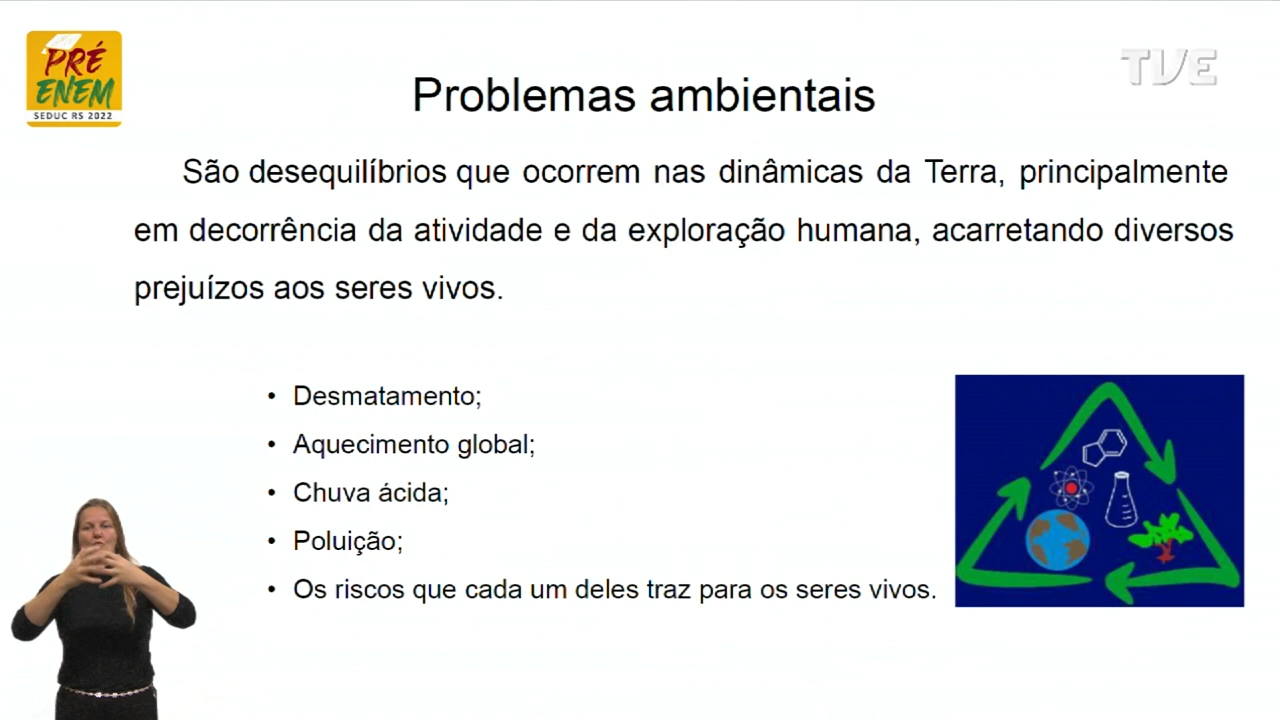 PRÉ
ENEM
SEDUC RS 2022
TVE
Problemas ambientais
São desequilíbrios que ocorrem nas dinâmicas da Terra, principalmente
em decorrência da atividade e da exploração humana, acarretando diversos
prejuízos aos seres vivos.
• Desmatamento;
• Aquecimento global;
• Chuva ácida;
• Poluição;
• Os riscos que cada um deles traz para os seres vivos.